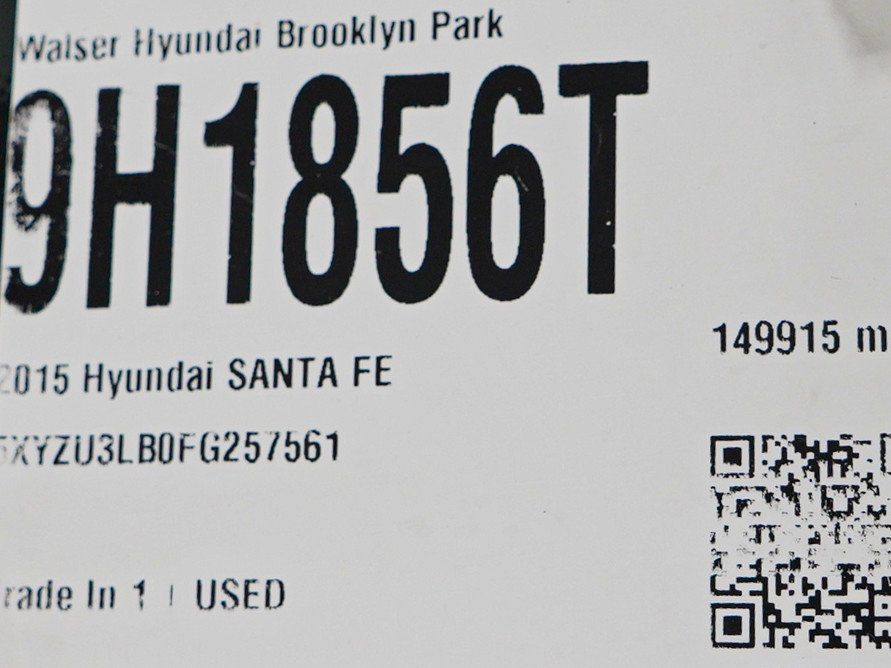 Walser Hyundai Brooklyn Park
9H1856T
149915 m
2015 Hyundai SANTA FE
5XYZU3LB0FG257561
rade In 1 | USED